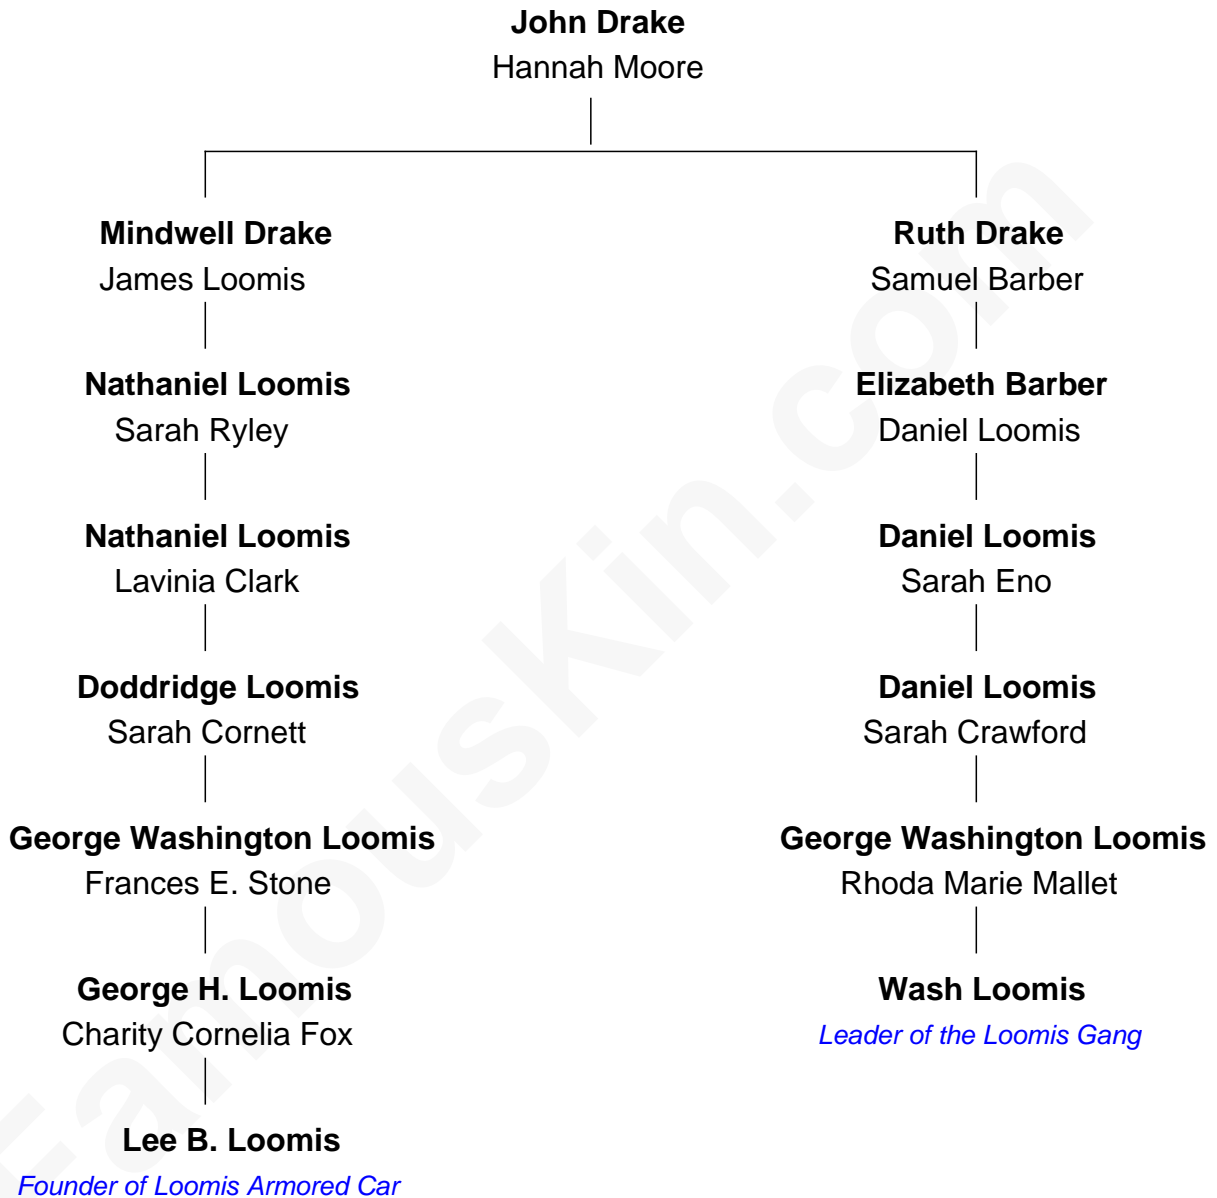 John Drake
Hannah Moore
Mindwell Drake
James Loomis
Ruth Drake
Samuel Barber
Nathaniel Loomis
Sarah Ryley
Elizabeth Barber
Daniel Loomis
Nathaniel Loomis
Lavinia Clark
Daniel Loomis
Sarah Eno
Doddridge Loomis
Sarah Cornett
Daniel Loomis
Sarah Crawford
George Washington Loomis
Frances E. Stone
George Washington Loomis
Rhoda Marie Mallet
George H. Loomis
Charity Cornelia Fox
Wash Loomis
Leader of the Loomis Gang
Lee B. Loomis
Founder of Loomis Armored Car
FamousKin.com